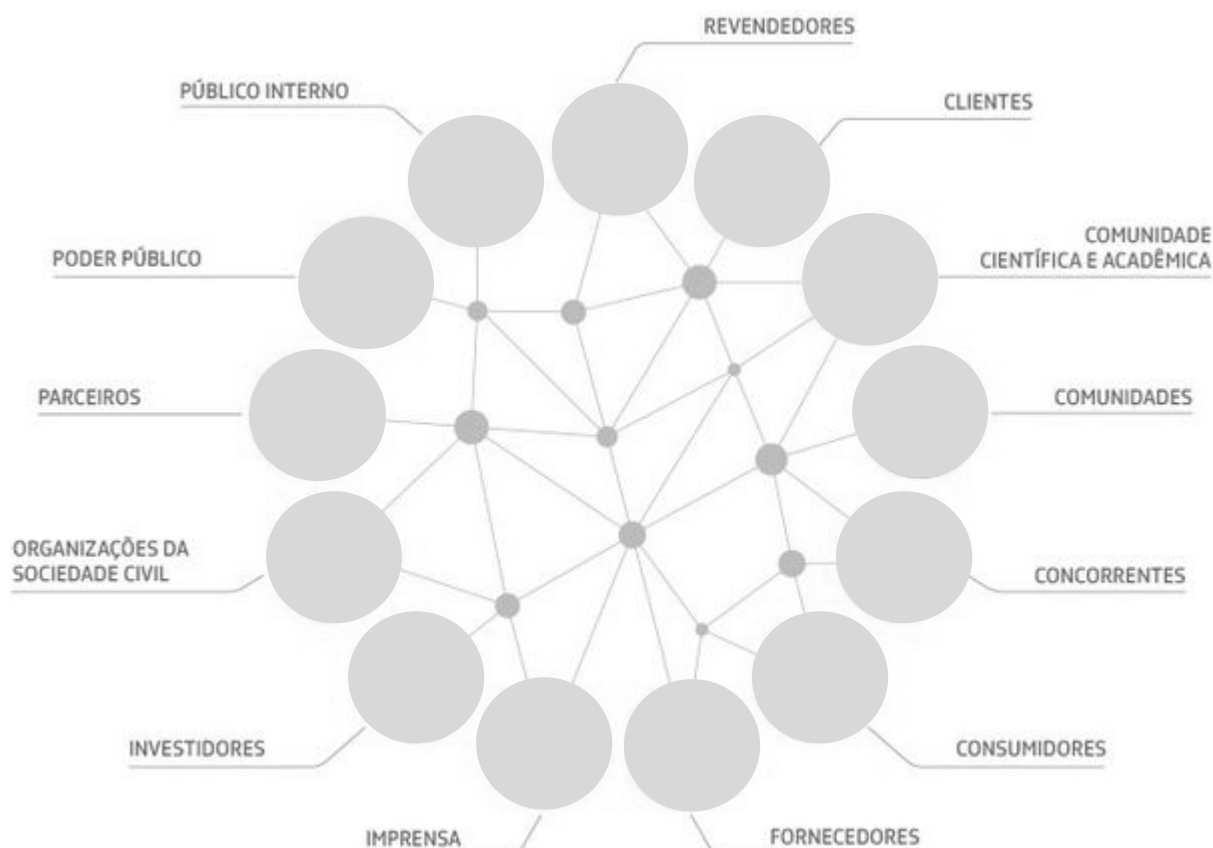 REVENDEDORES
PÚBLICO INTERNO
CLIENTES
COMUNIDADE
CIENTÍFICA E ACADÊMICA
PODER PÚBLICO
PARCEIROS
COMUNIDADES
ORGANIZAÇÕES DA
SOCIEDADE CIVIL
CONCORRENTES
INVESTIDORES
CONSUMIDORES
IMPRENSA
FORNECEDORES